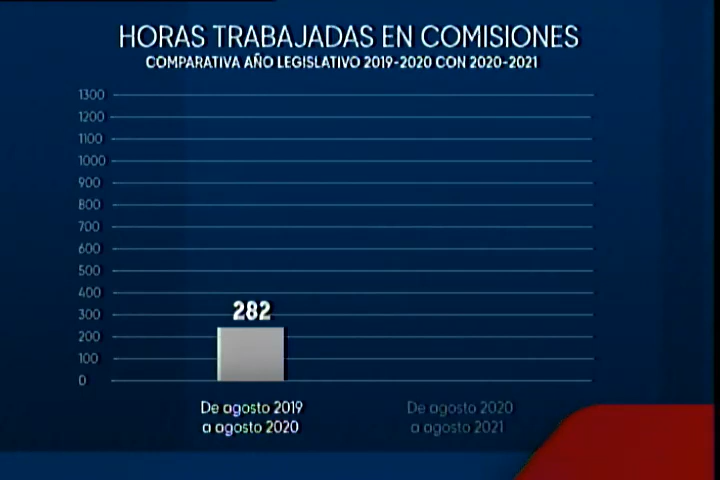 HORAS TRABAJADAS EN COMISIONES
COMPARATIVA AÑO LEGISLATIVO 2019-2020 CON 2020-2021
1300
1200
1100
1000
900
800
700
600
500
400
300
200
100
0
282
De agosto 2019
a agosto 2020
De agosto 2020
a agosto 2021